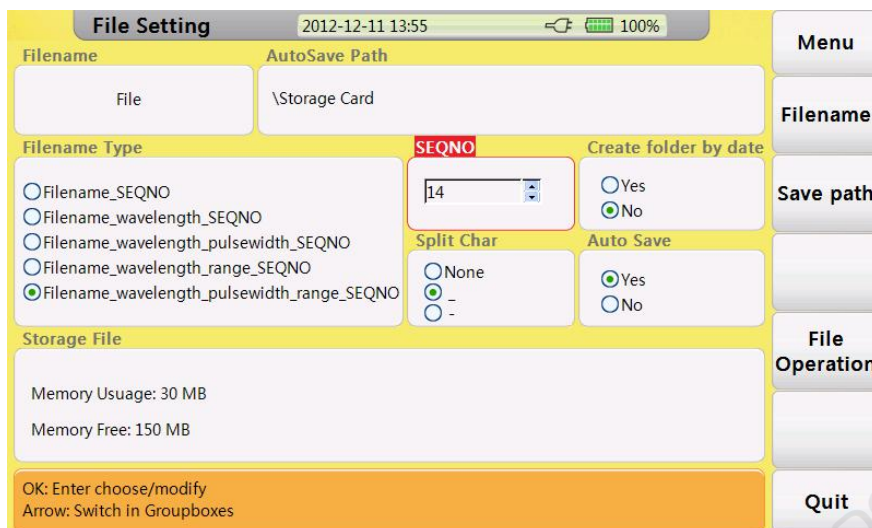 File Setting
2012-12-11 13:55
100%
Menu
Filename
AutoSave Path
File
\Storage Card
Filename
Filename Type
SEQNO
Create folder by date
Filename_SEQNO
Filename_wavelength_SEQNO
Filename_wavelength_pulsewidth_SEQNO
Filename_wavelength_range_SEQNO
Filename_wavelength_pulsewidth_range_SEQNO
14
Yes
No
Save path
Split Char
None
_
-
Auto Save
Yes
No
Storage File
Memory Usuage: 30 MB
Memory Free: 150 MB
File
Operation
OK: Enter choose/modify
Arrow: Switch in Groupboxes
Quit